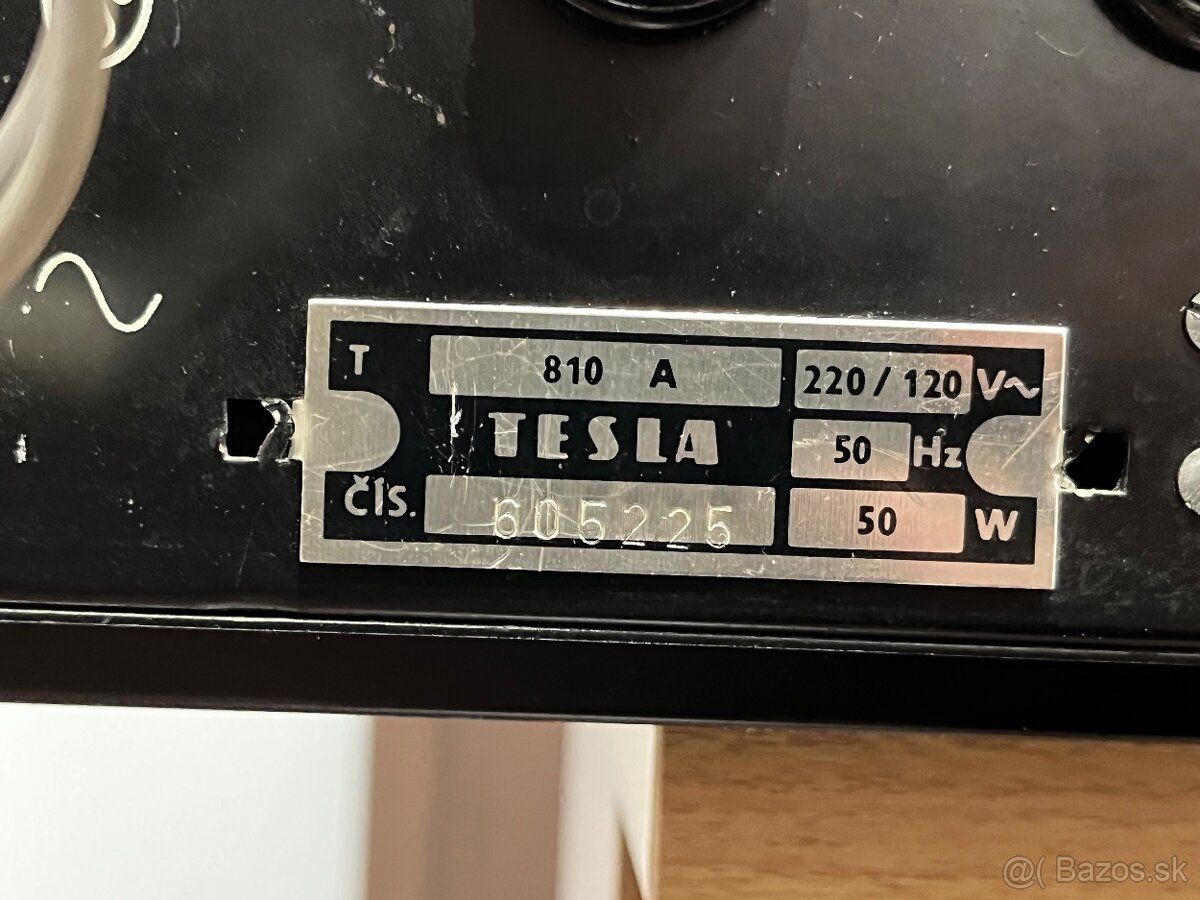 T 810 A 220 / 120 V~
TESLA 50 Hz
ČÍS. 605225 50 W
@( Bazos.sk